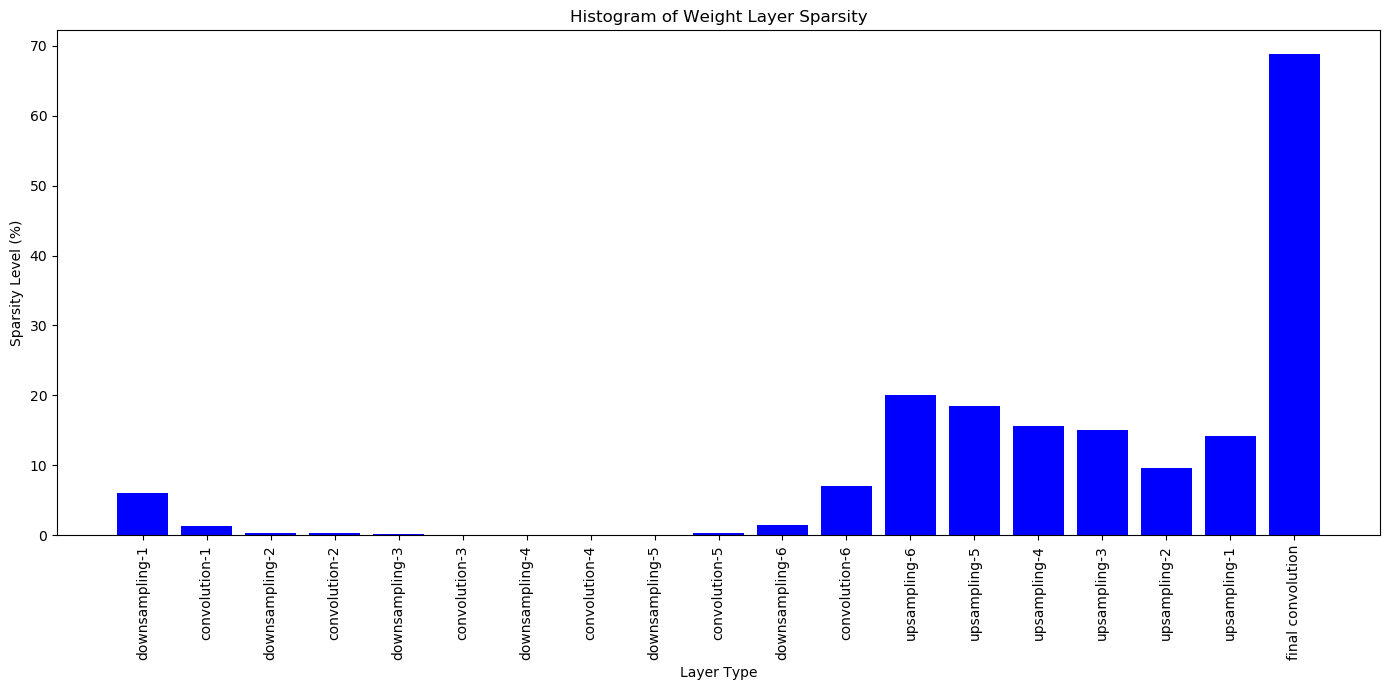 Histogram of Weight Layer Sparsity
Sparsity Level (%)
70
60
50
40
30
20
10
0
downsampling-1
convolution-1
downsampling-2
convolution-2
downsampling-3
convolution-3
downsampling-4
convolution-4
downsampling-5
convolution-5
downsampling-6
convolution-6
upsampling-6
upsampling-5
upsampling-4
upsampling-3
upsampling-2
upsampling-1
final convolution
Layer Type